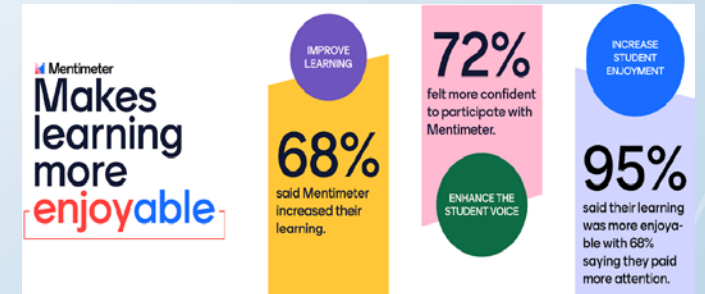 Mentimeter
Makes
learning
more
enjoyable
IMPROVE
LEARNING
68%
said Mentimeter
increased their
learning.
72%
felt more confident
to participate with
Mentimeter.
ENHANCE THE
STUDENT VOICE
INCREASE
STUDENT
ENJOYMENT
95%
said their learning
was more enjoya-
ble with 68%
saying they paid
more attention.